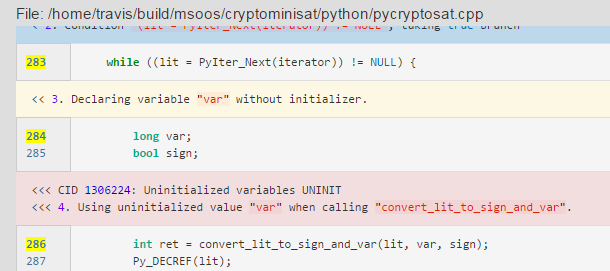 File: /home/travis/build/msoos/cryptominisat/python/pycryptosat.cpp
<< 2. Condition "(lit = PyIter_Next(iterator)) != NULL", taking true branch
283 while ((lit = PyIter_Next(iterator)) != NULL) {
<< 3. Declaring variable "var" without initializer.
284 long var;
285 bool sign;
<<< CID 1306224: Uninitialized variables UNINIT
<<< 4. Using uninitialized value "var" when calling "convert_lit_to_sign_and_var".
286 int ret = convert_lit_to_sign_and_var(lit, var, sign);
287 Py_DECREF(lit);